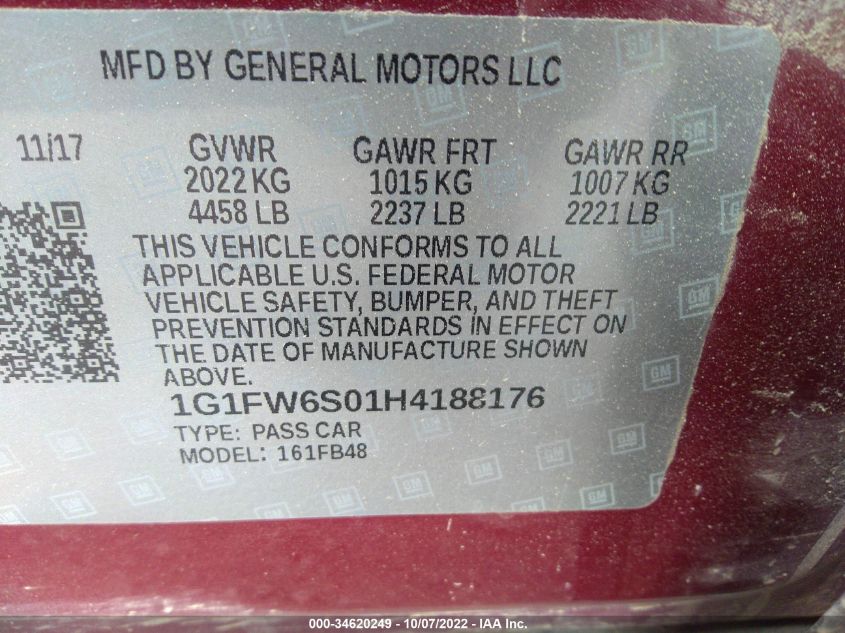 MFD BY GENERAL MOTORS LLC
11/17 GVWR GAWR FRT GAWR RR
2022 KG 1015 KG 1007 KG
4458 LB 2237 LB 2221 LB
THIS VEHICLE CONFORMS TO ALL
APPLICABLE U.S. FEDERAL MOTOR
VEHICLE SAFETY, BUMPER, AND THEFT
PREVENTION STANDARDS IN EFFECT ON
THE DATE OF MANUFACTURE SHOWN
ABOVE.
1G1FW6S01H4188176
TYPE: PASS CAR
MODEL: 161FB48
000-34620249 - 10/07/2022 - IAA Inc.